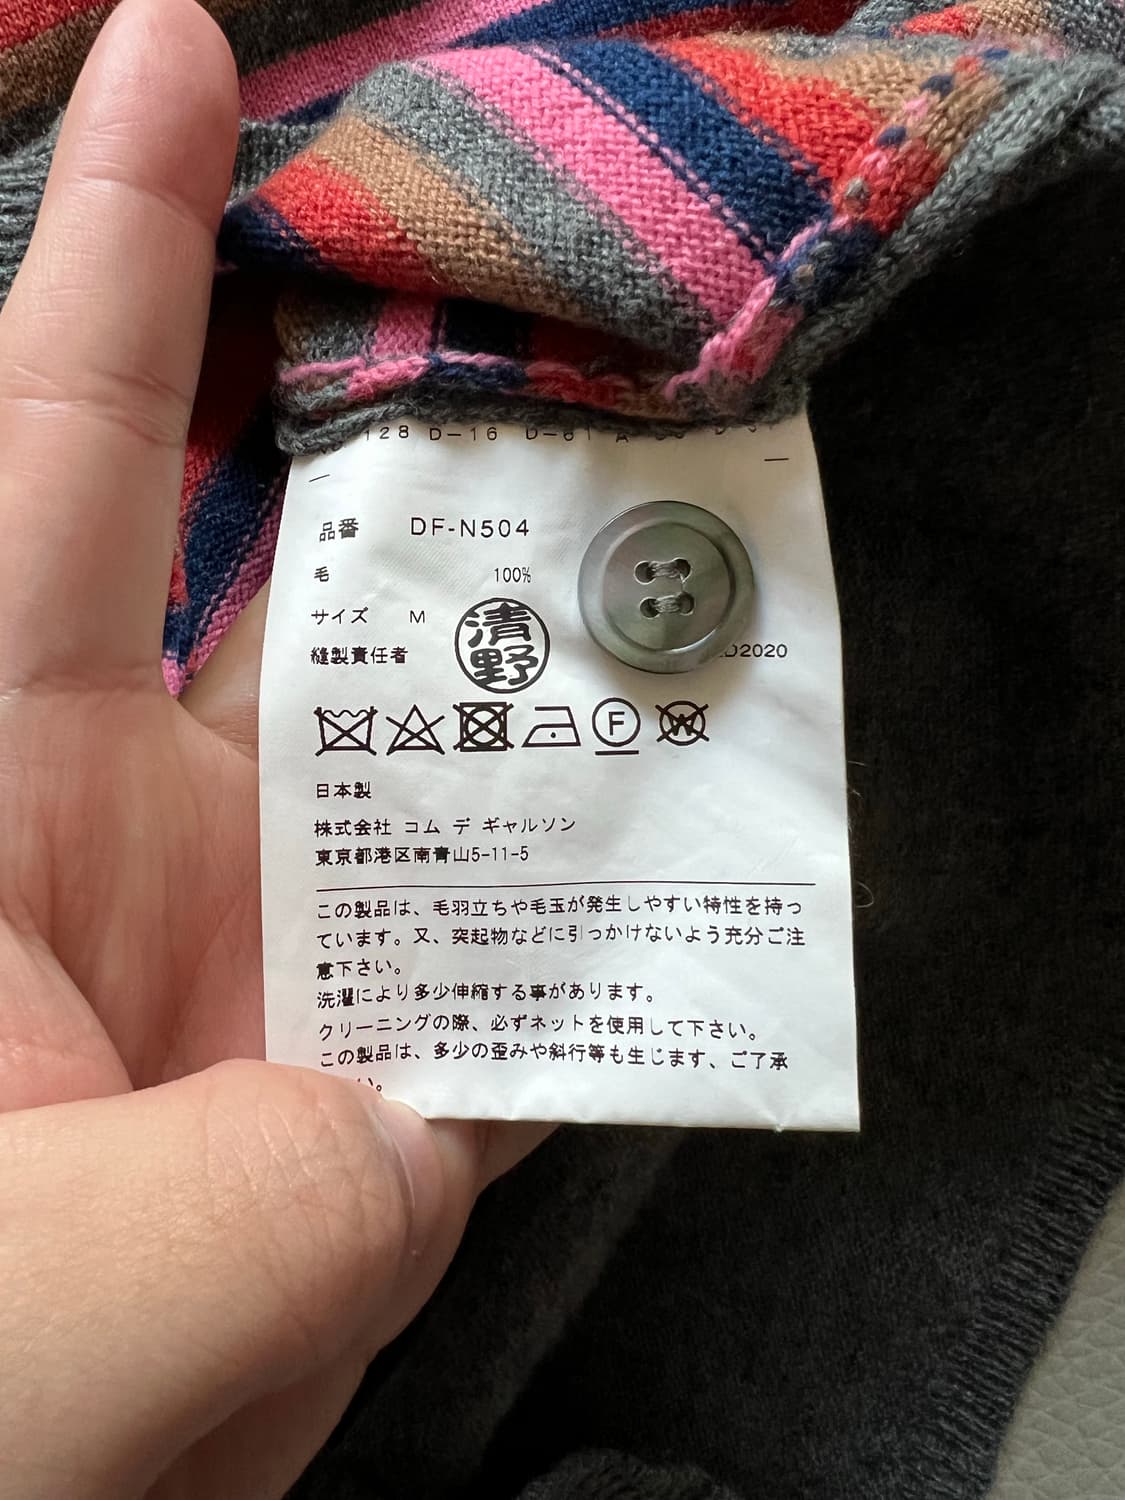 128 D-16 D-61 A
品番 DF-N504
毛 100%
サイズ M
縫製責任者 清野
D2020
F
W
日本製
株式会社 コム デ ギャルソン
東京都港区南青山5-11-5
この製品は、毛羽立ちや毛玉が発生しやすい特性を持っ
ています。又、突起物などに引っかけないよう充分ご注
意下さい。
洗濯により多少伸縮する事があります。
クリーニングの際、必ずネットを使用して下さい。
この製品は、多少の歪みや斜行等も生じます、ご了承
い。